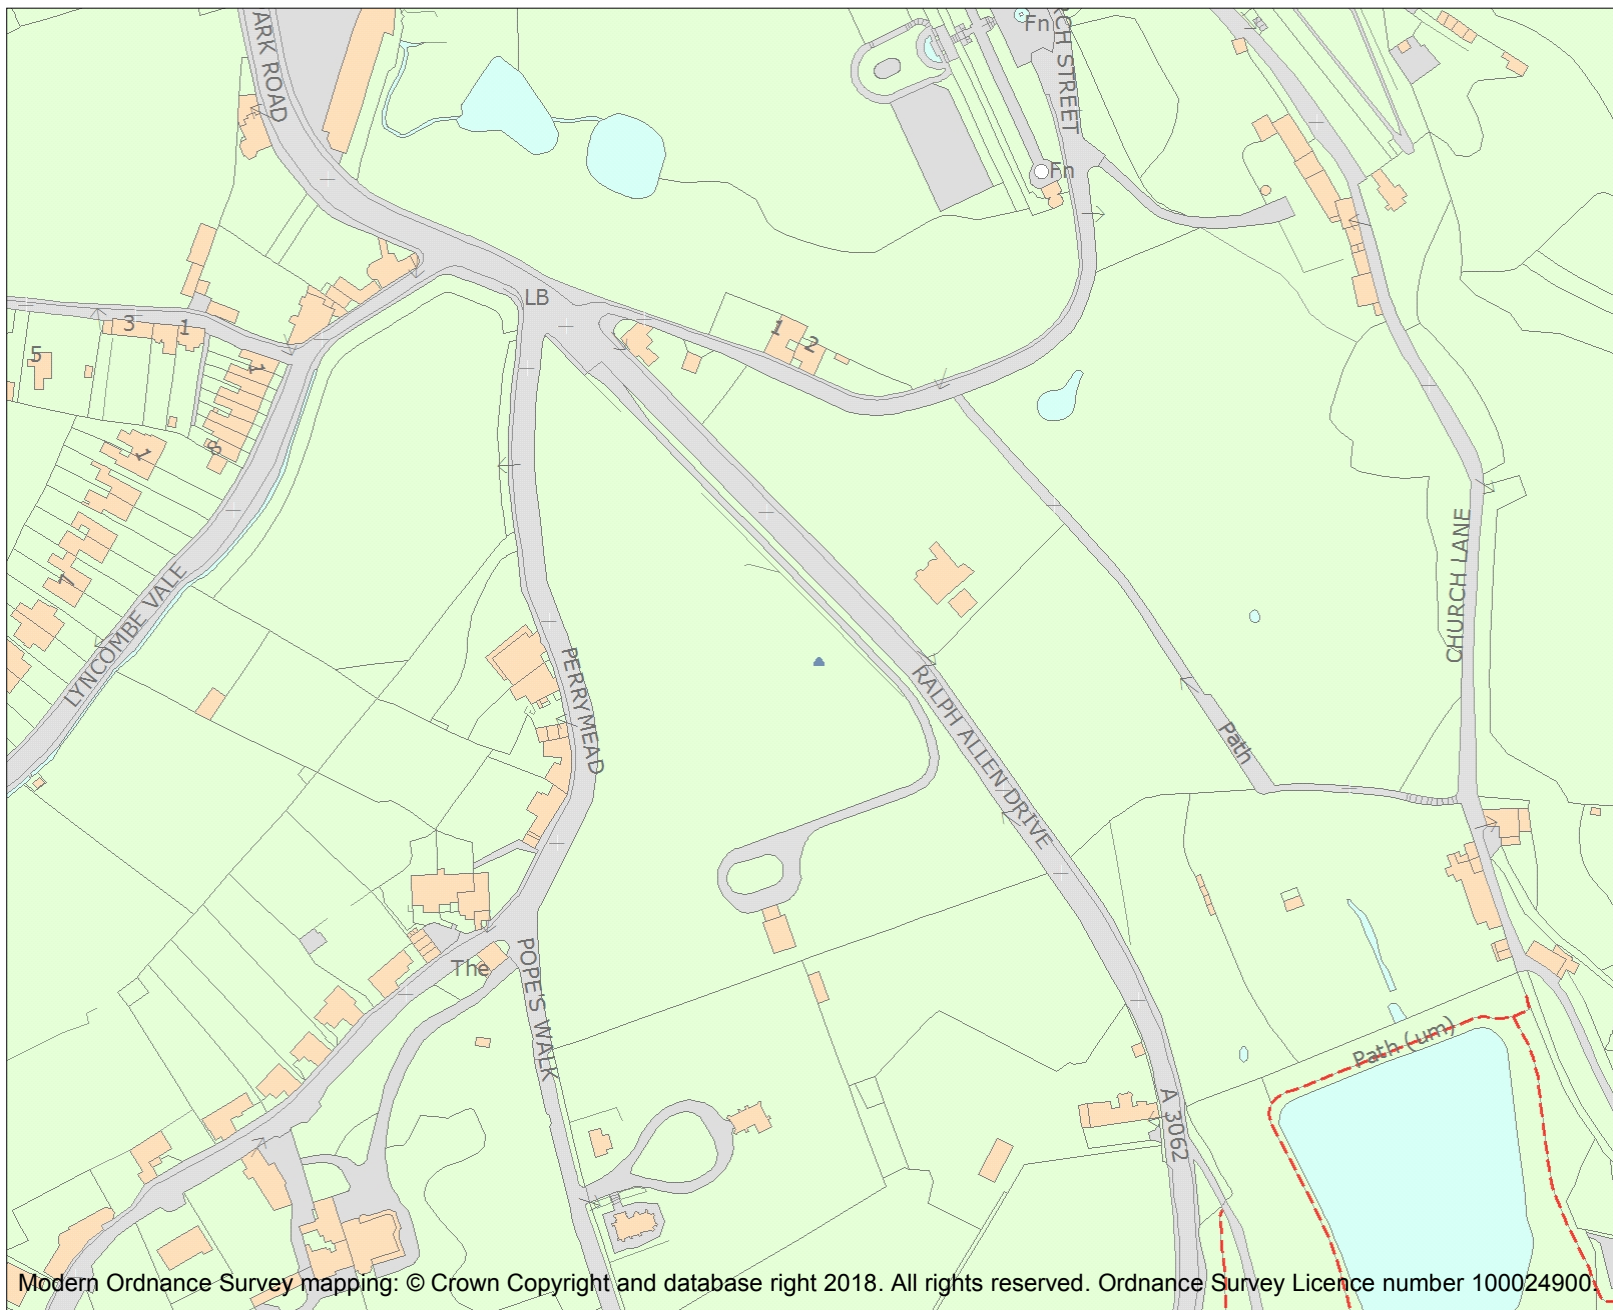 ARK ROAD
Fn
RCH STREET
Fn
LB
3
1
5
1
8
1
7
1
2
LYNCOMBE VALE
PERRYMEAD
RALPH ALLEN DRIVE
CHURCH LANE
Path
The
POPE'S WALK
Path (um)
A 3062
Modern Ordnance Survey mapping: © Crown Copyright and database right 2018. All rights reserved. Ordnance Survey Licence number 100024900.